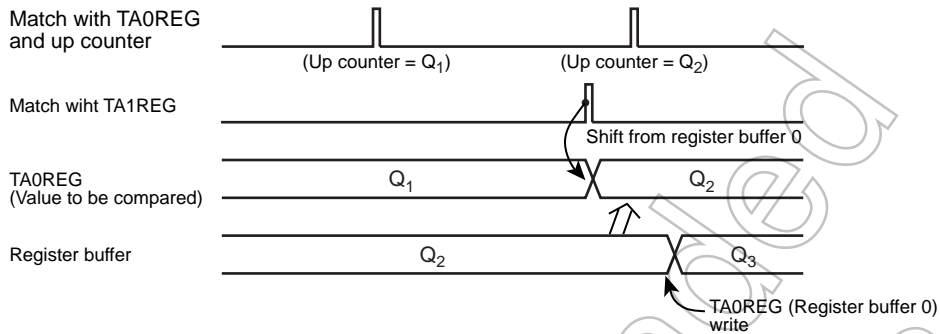 Match with TA0REG
and up counter
(Up counter = Q1)
(Up counter = Q2)
Match wiht TA1REG
Shift from register buffer 0
TA0REG
(Value to be compared)
Q1
Q2
Register buffer
Q2
Q3
TA0REG (Register buffer 0)
write